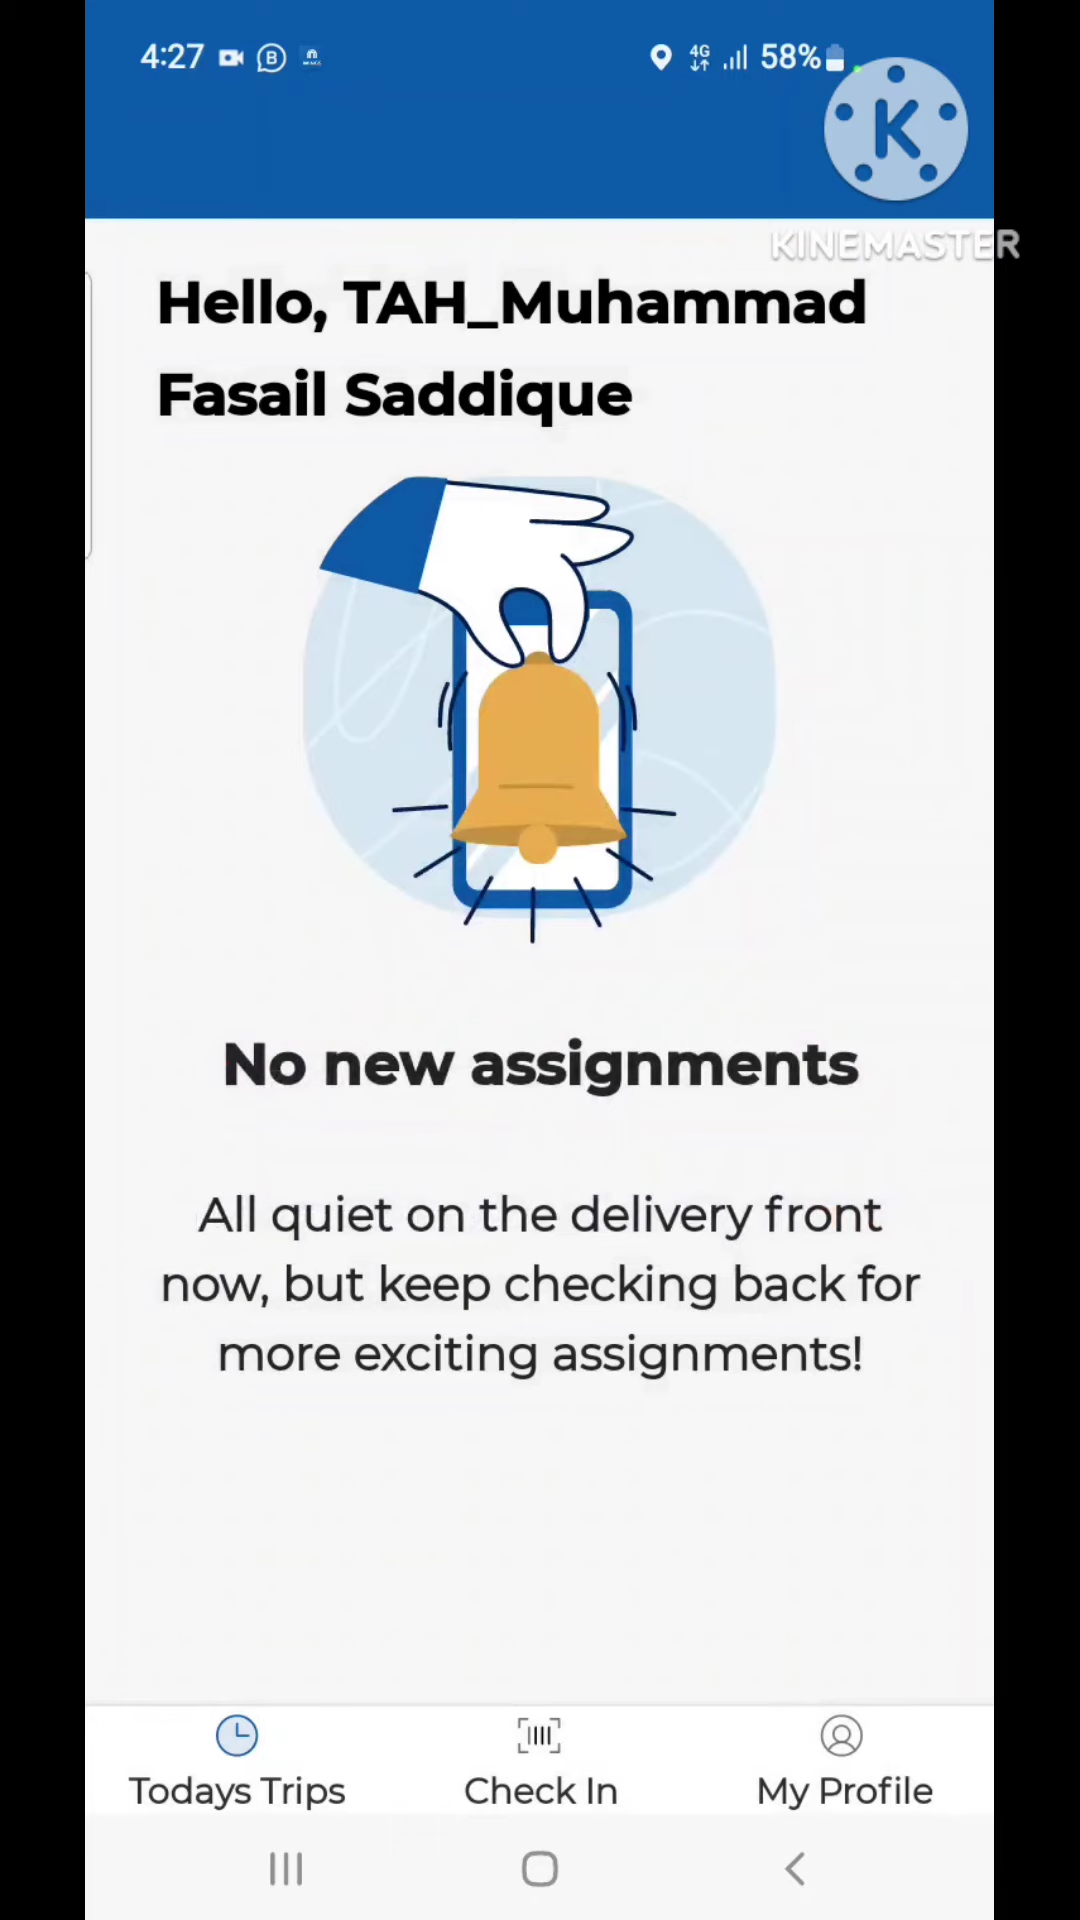 4:27
4G
58%
K
KINEMASTER
Hello, TAH_Muhammad
Fasail Saddique
No new assignments
All quiet on the delivery front
now, but keep checking back for
more exciting assignments!
Todays Trips
Check In
My Profile